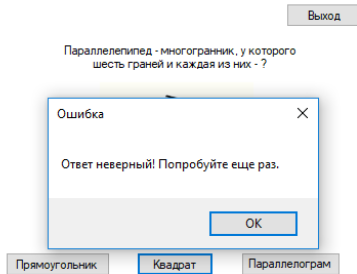 Выход
Параллелепипед - многогранник, у которого
шесть граней и каждая из них - ?
Ошибка
Ответ неверный! Попробуйте еще раз.
OK
Прямоугольник Квадрат Параллелограм